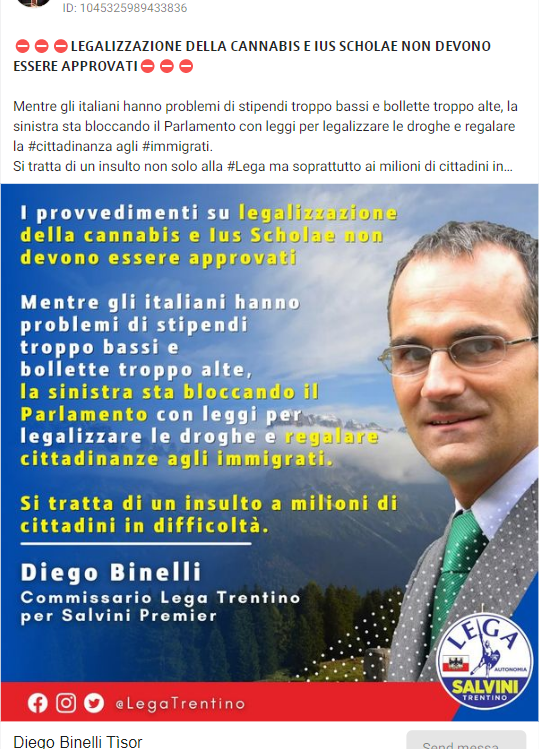 ID: 1045325989433836
⛔⛔⛔LEGALIZZAZIONE DELLA CANNABIS E IUS SCHOLAE NON DEVONO
ESSERE APPROVATI⛔⛔⛔
Mentre gli italiani hanno problemi di stipendi troppo bassi e bollette troppo alte, la
sinistra sta bloccando il Parlamento con leggi per legalizzare le droghe e regalare
la #cittadinanza agli #immigrati.
Si tratta di un insulto non solo alla #Lega ma soprattutto ai milioni di cittadini in...
I provvedimenti su legalizzazione
della cannabis e Ius Scholae non
devono essere approvati
Mentre gli italiani hanno
problemi di stipendi
troppo bassi e
bollette troppo alte,
la sinistra sta bloccando il
Parlamento con leggi per
legalizzare le droghe e regalare
cittadinanze agli immigrati.
Si tratta di un insulto a milioni di
cittadini in difficoltà.
Diego Binelli
Commissario Lega Trentino
per Salvini Premier
LEGA
AUTONOMIA
SALVINI
TRENTINO
@LegaTrentino
Diego Binelli Tisor
Send messa...